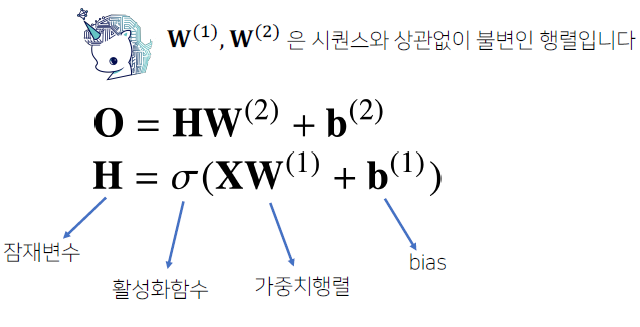 W(1), W(2) 은 시퀀스와 상관없이 불변인 행렬입니다
O = HW(2) + b(2)
H = σ(XW(1) + b(1))
잠재변수
활성화함수
가중치행렬
bias